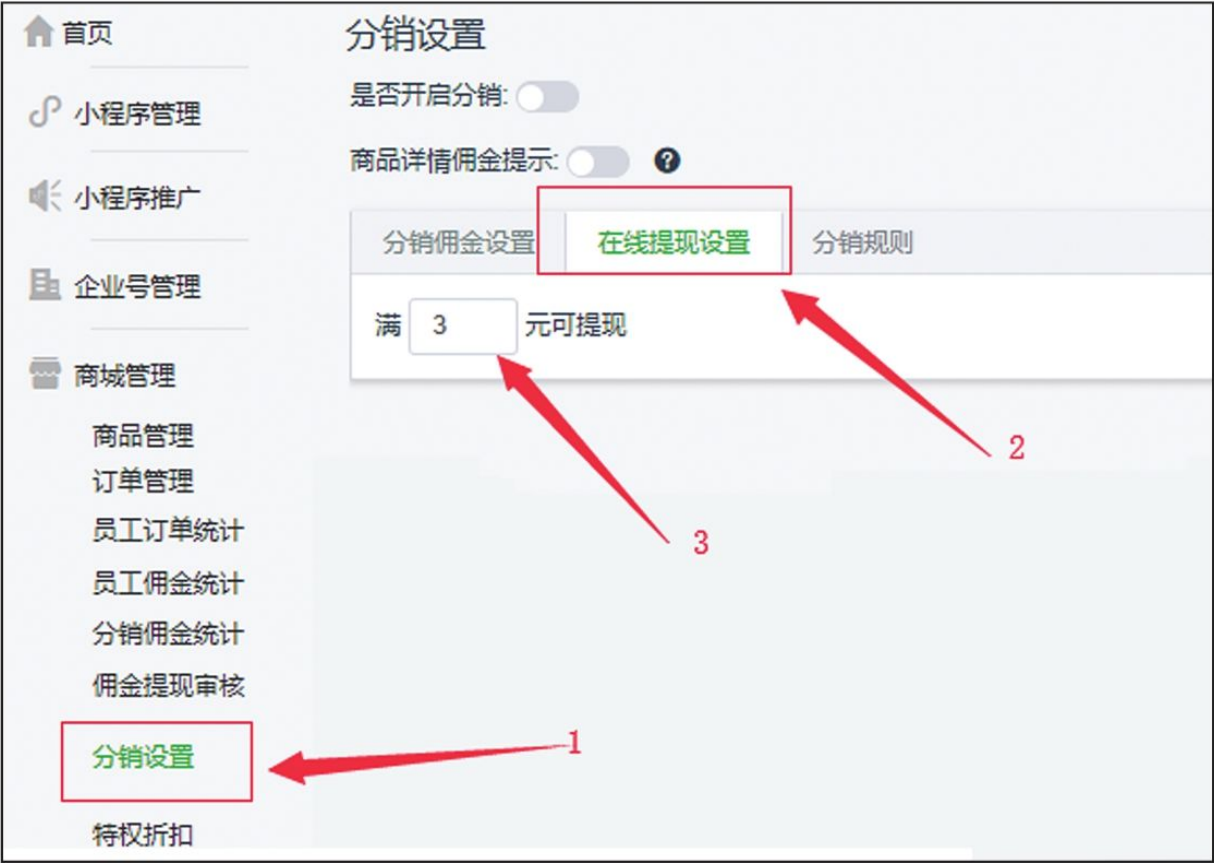 首页
小程序管理
小程序推广
企业号管理
商城管理
商品管理
订单管理
员工订单统计
员工佣金统计
分销佣金统计
佣金提现审核
分销设置
特权折扣
分销设置
是否开启分销:
商品详情佣金提示: ?
分销佣金设置 在线提现设置 分销规则
满 3 元可提现
2
3
1